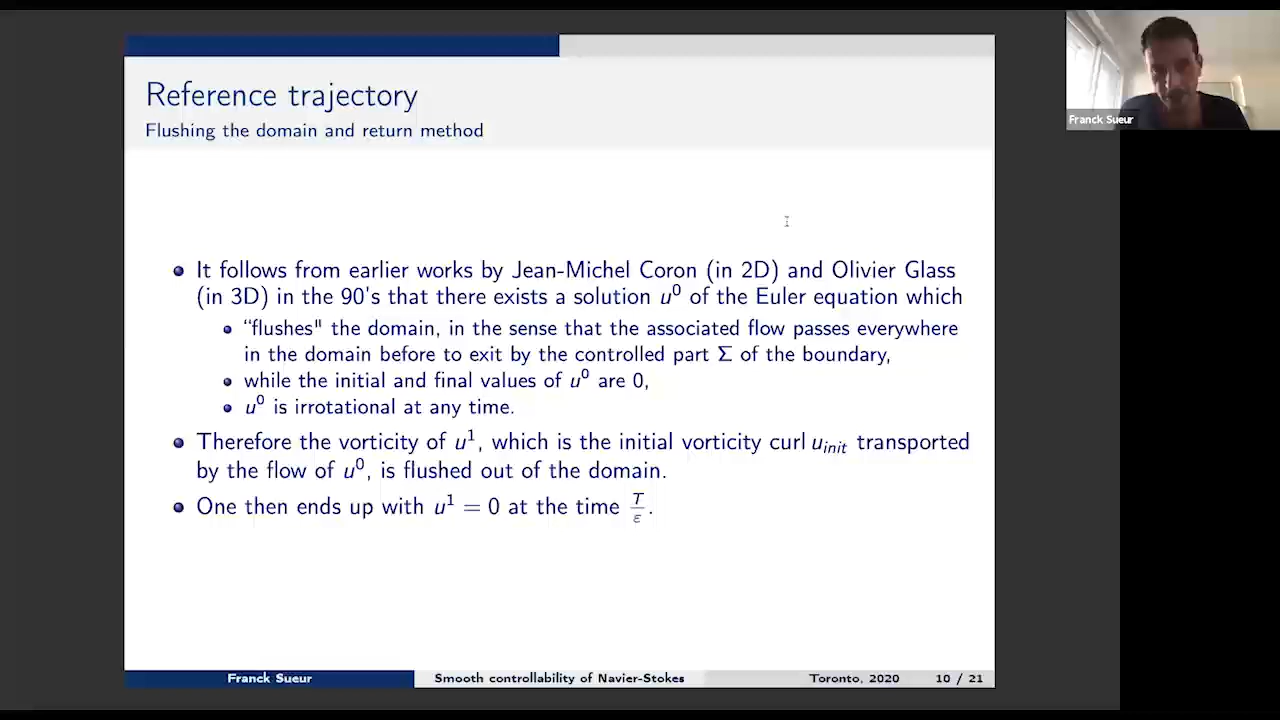 Reference trajectory
Flushing the domain and return method
Franck Sueur
It follows from earlier works by Jean-Michel Coron (in 2D) and Olivier Glass
(in 3D) in the 90's that there exists a solution u⁰ of the Euler equation which
"flushes" the domain, in the sense that the associated flow passes everywhere
in the domain before to exit by the controlled part Σ of the boundary,
while the initial and final values of u⁰ are 0,
u⁰ is irrotational at any time.
Therefore the vorticity of u¹, which is the initial vorticity curl u_init transported
by the flow of u⁰, is flushed out of the domain.
One then ends up with u¹ = 0 at the time T/ε.
Franck Sueur Smooth controllability of Navier-Stokes Toronto, 2020 10 / 21